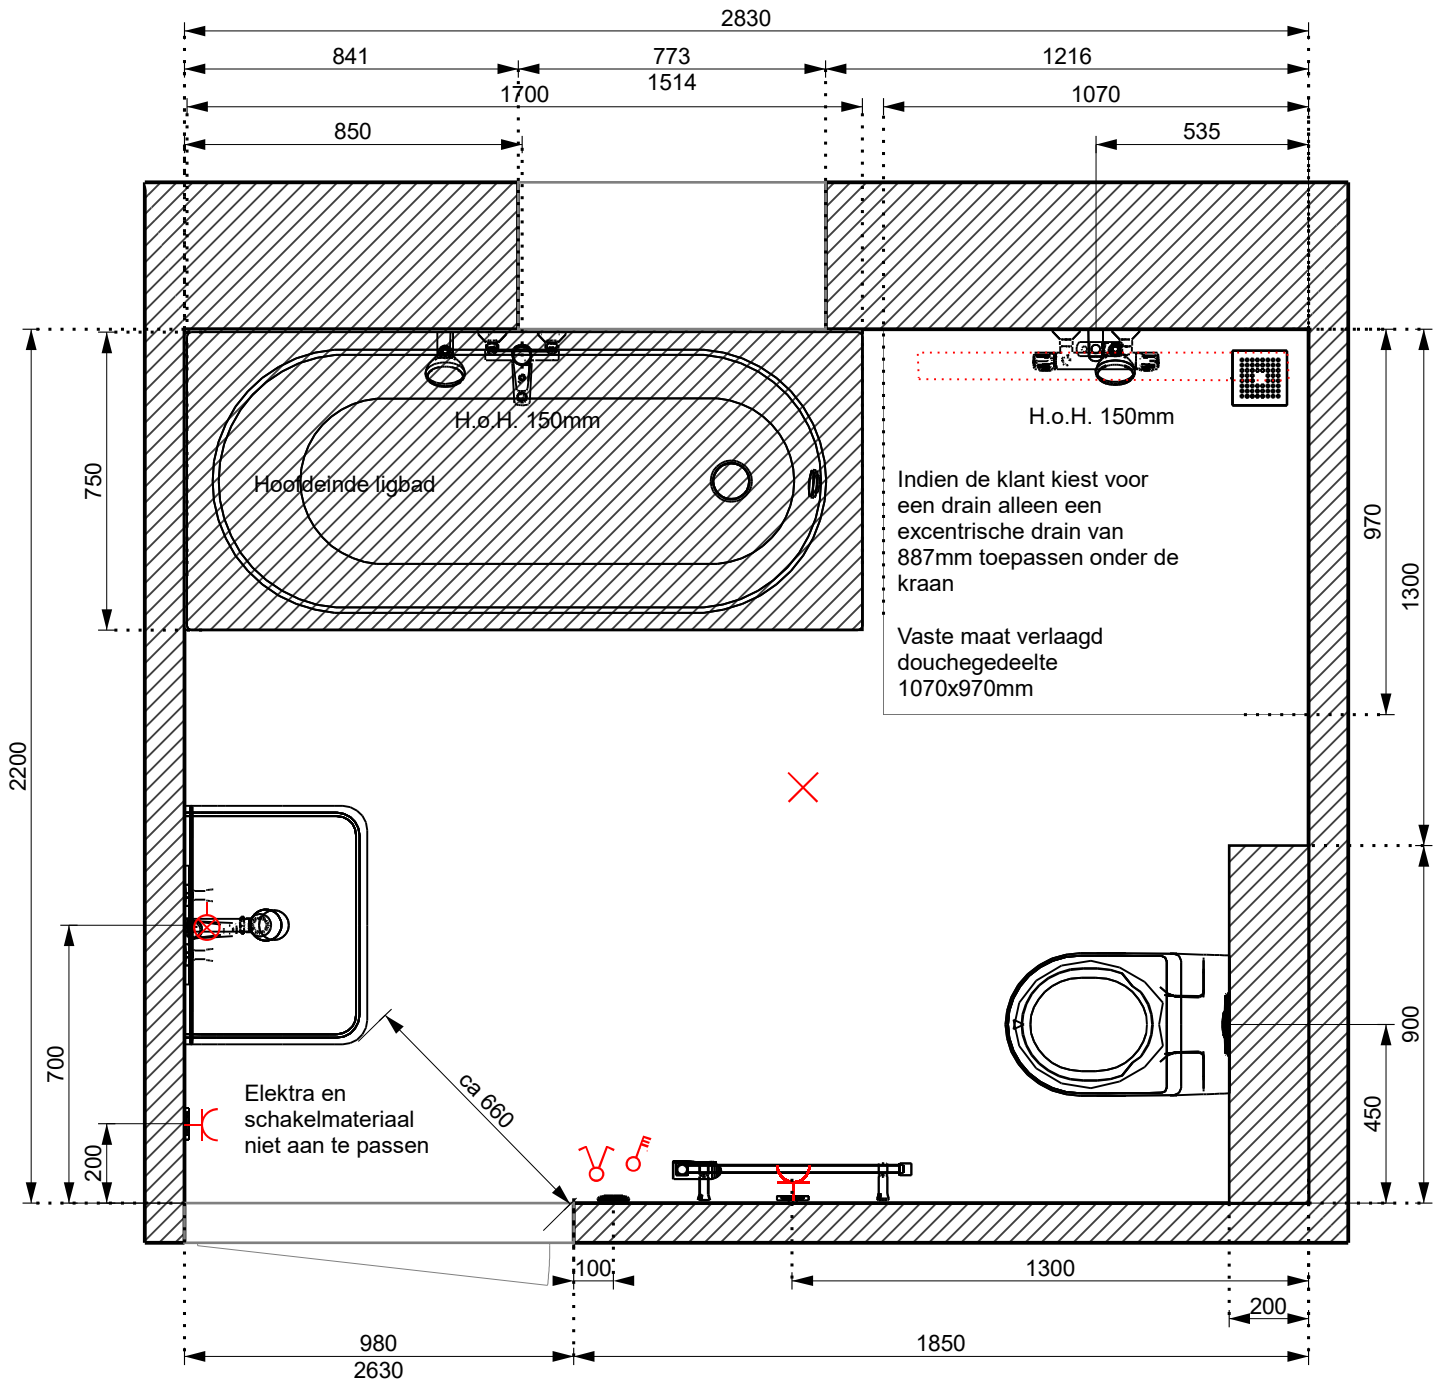 2830
841
773
1216
1514
1700
1070
850
535
H.o.H. 150mm
H.o.H. 150mm
Hoofdeinde ligbad
Indien de klant kiest voor
een drain alleen een
excentrische drain van
887mm toepassen onder de
kraan
Vaste maat verlaagd
douchegedeelte
1070x970mm
750
970
1300
2200
700
200
Elektra en
schakelmateriaal
niet aan te passen
ca 660
900
450
100
1300
200
980
1850
2630